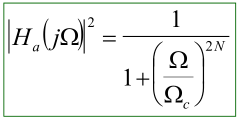 |H_a(jΩ)|^2 = 1 / (1 + (Ω / Ω_c)^{2N})